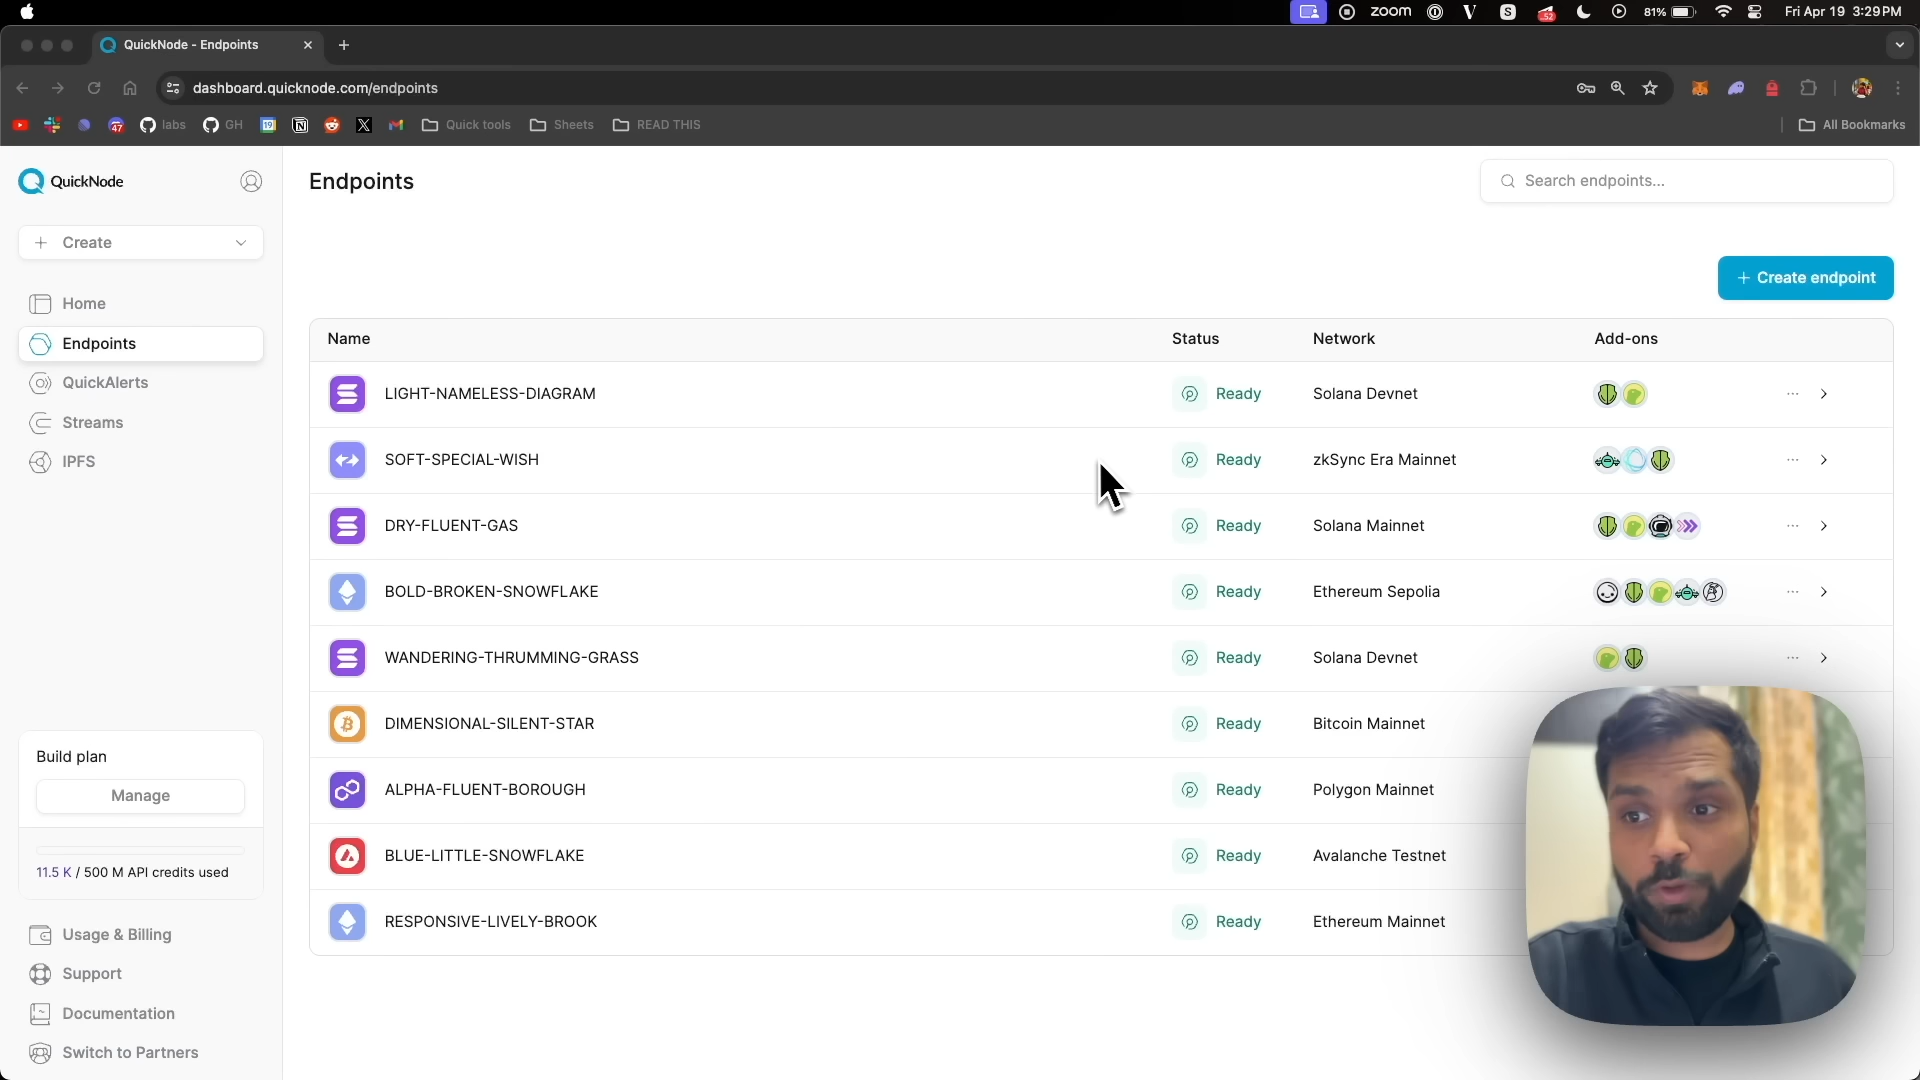 zoom
V
S
52
81%
Fri Apr 19 3:29 PM
QuickNode - Endpoints
dashboard.quicknode.com/endpoints
47
labs
GH
19
Quick tools
Sheets
READ THIS
All Bookmarks
QuickNode
Endpoints
Search endpoints...
Create
Create endpoint
Home
Endpoints
QuickAlerts
Streams
IPFS
Name
Status
Network
Add-ons
LIGHT-NAMELESS-DIAGRAM
Ready
Solana Devnet
SOFT-SPECIAL-WISH
Ready
zkSync Era Mainnet
DRY-FLUENT-GAS
Ready
Solana Mainnet
BOLD-BROKEN-SNOWFLAKE
Ready
Ethereum Sepolia
WANDERING-THRUMMING-GRASS
Ready
Solana Devnet
DIMENSIONAL-SILENT-STAR
Ready
Bitcoin Mainnet
ALPHA-FLUENT-BOROUGH
Ready
Polygon Mainnet
BLUE-LITTLE-SNOWFLAKE
Ready
Avalanche Testnet
RESPONSIVE-LIVELY-BROOK
Ready
Ethereum Mainnet
Build plan
Manage
11.5 K / 500 M API credits used
Usage & Billing
Support
Documentation
Switch to Partners